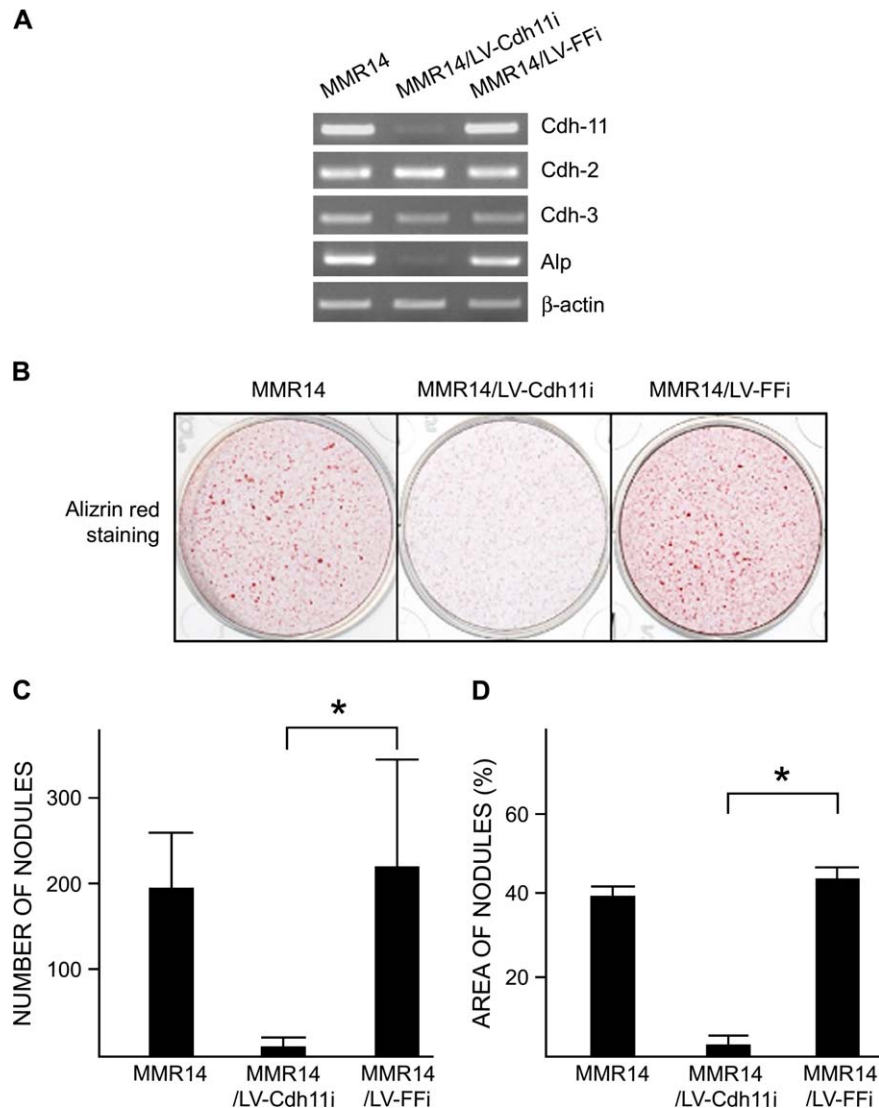 A
MMR14
MMR14/LV-Cdh11i
MMR14/LV-FFi
Cdh-11
Cdh-2
Cdh-3
Alp
β-actin
B
MMR14
MMR14/LV-Cdh11i
MMR14/LV-FFi
Alizrin red
staining
C
NUMBER OF NODULES
300
200
100
*
MMR14
MMR14
/LV-Cdh11i
MMR14
/LV-FFi
D
AREA OF NODULES (%)
60
40
20
*
MMR14
MMR14
/LV-Cdh11i
MMR14
/LV-FFi